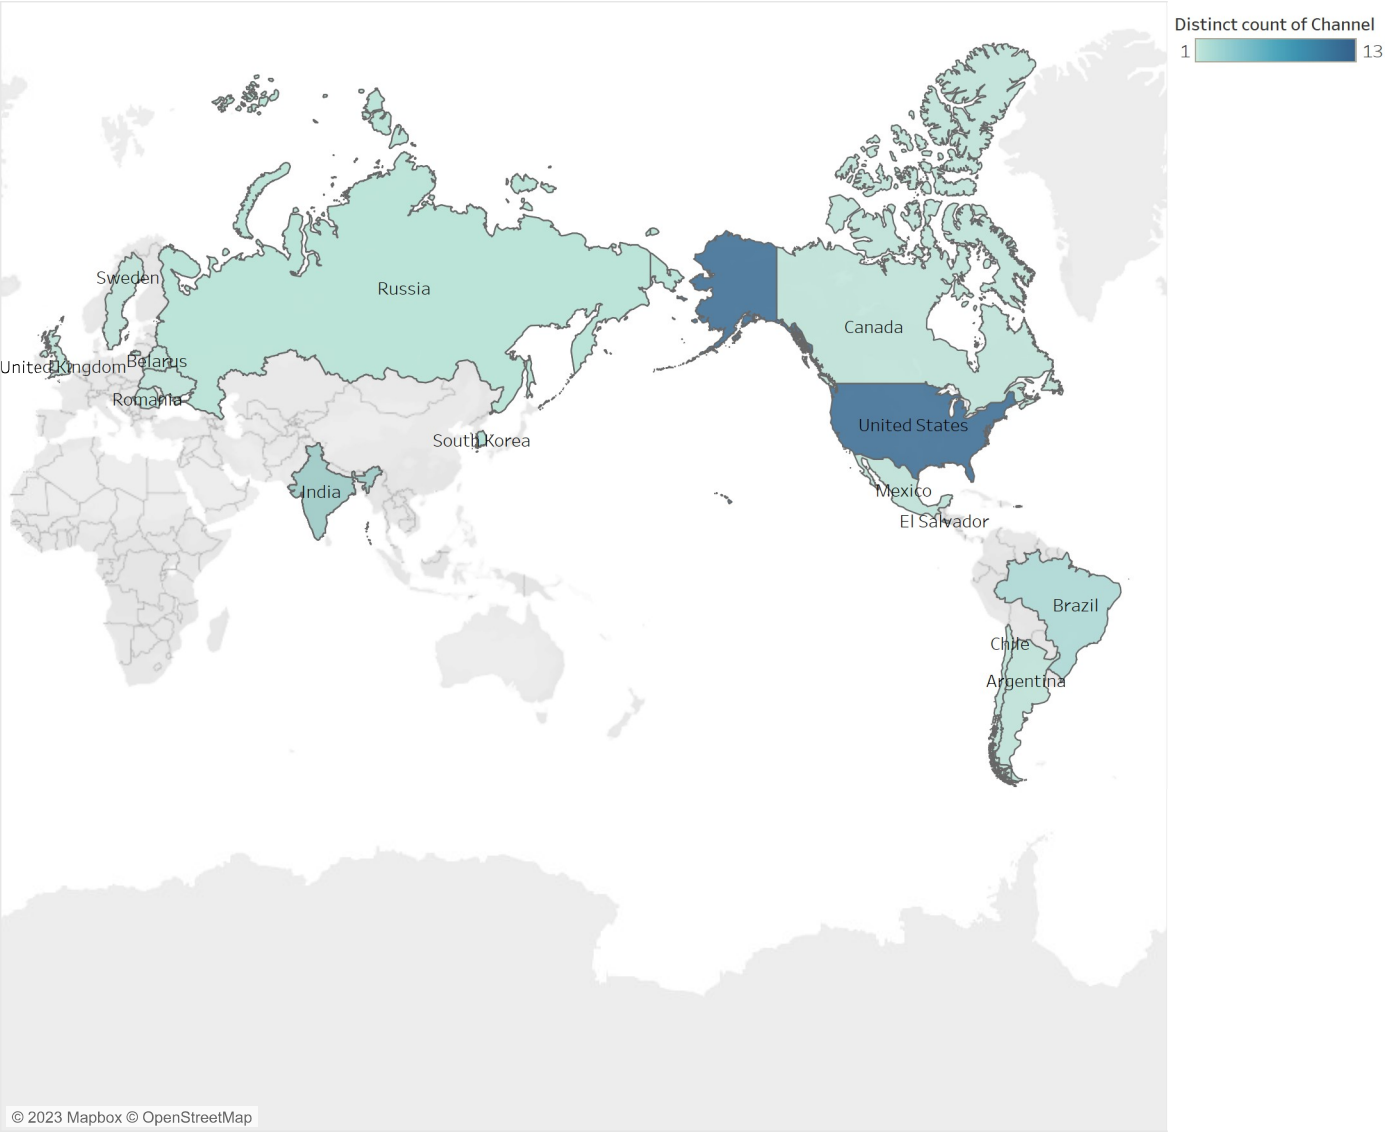 Distinct count of Channel
1 13
Sweden
Russia
Canada
United Kingdom
Belarus
Romania
United States
South Korea
India
Mexico
El Salvador
Brazil
Chile
Argentina
© 2023 Mapbox © OpenStreetMap